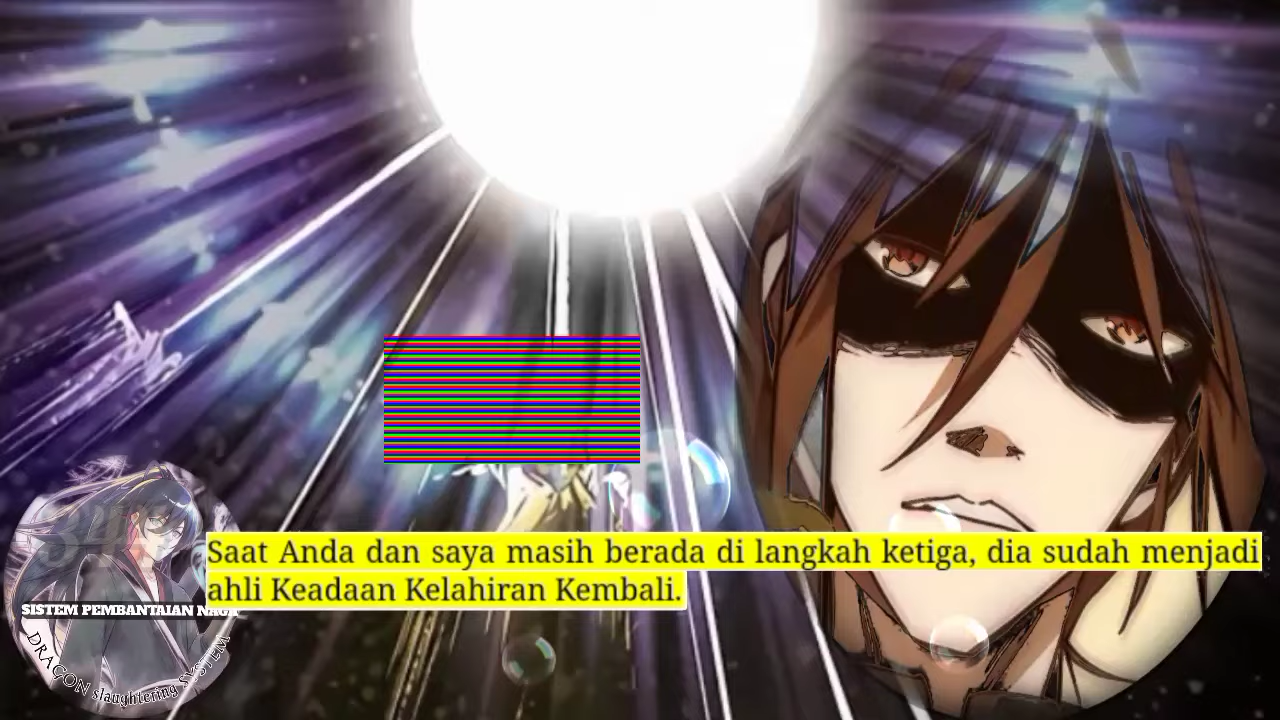 Saat Anda dan saya masih berada di langkah ketiga, dia sudah menjadi
ahli Keadaan Kelahiran Kembali.
SISTEM PEMBANTAIAN NAGA
DRAGON slaughtering SYSTEM